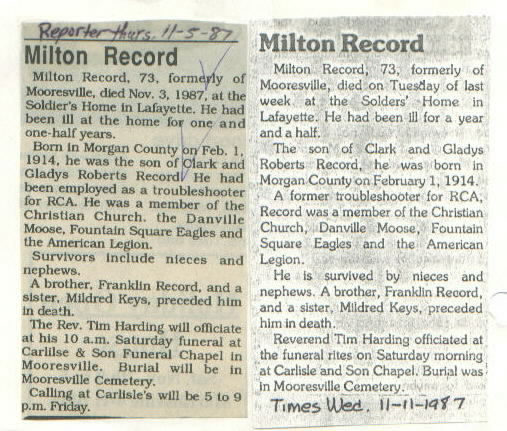 Reporter thurs. 11-5-87
Milton Record
Milton Record, 73, formerly of
Mooresville, died Nov. 3, 1987, at the
Soldier's Home in Lafayette. He had
been ill at the home for one and
one-half years.
Born in Morgan County on Feb. 1,
1914, he was the son of Clark and
Gladys Roberts Record. He had
been employed as a troubleshooter
for RCA. He was a member of the
Christian Church. the Danville
Moose, Fountain Square Eagles and
the American Legion.
Survivors include nieces and
nephews.
A brother, Franklin Record, and a
sister, Mildred Keys, preceded him
in death.
The Rev. Tim Harding will officiate
at his 10 a.m. Saturday funeral at
Carlilse & Son Funeral Chapel in
Mooresville. Burial will be in
Mooresville Cemetery.
Calling at Carlisle's will be 5 to 9
p.m. Friday.
Milton Record
Milton Record, 73, formerly of
Mooresville, died on Tuesday of last
week at the Solders' Home in
Lafayette. He had been ill for a year
and a half.
The son of Clark and Gladys
Roberts Record, he was born in
Morgan County on February 1, 1914.
A former troubleshooter for RCA,
Record was a member of the Christian
Church, Danville Moose, Fountain
Square Eagles and the American
Legion.
He is survived by nieces and
nephews. A brother, Franklin Record,
and a sister, Mildred Keys, preceded
him in death.
Reverend Tim Harding officiated at
the funeral rites on Saturday morning
at Carlisle and Son Chapel. Burial was
in Mooresville Cemetery.
Times Wed. 11-11-1987